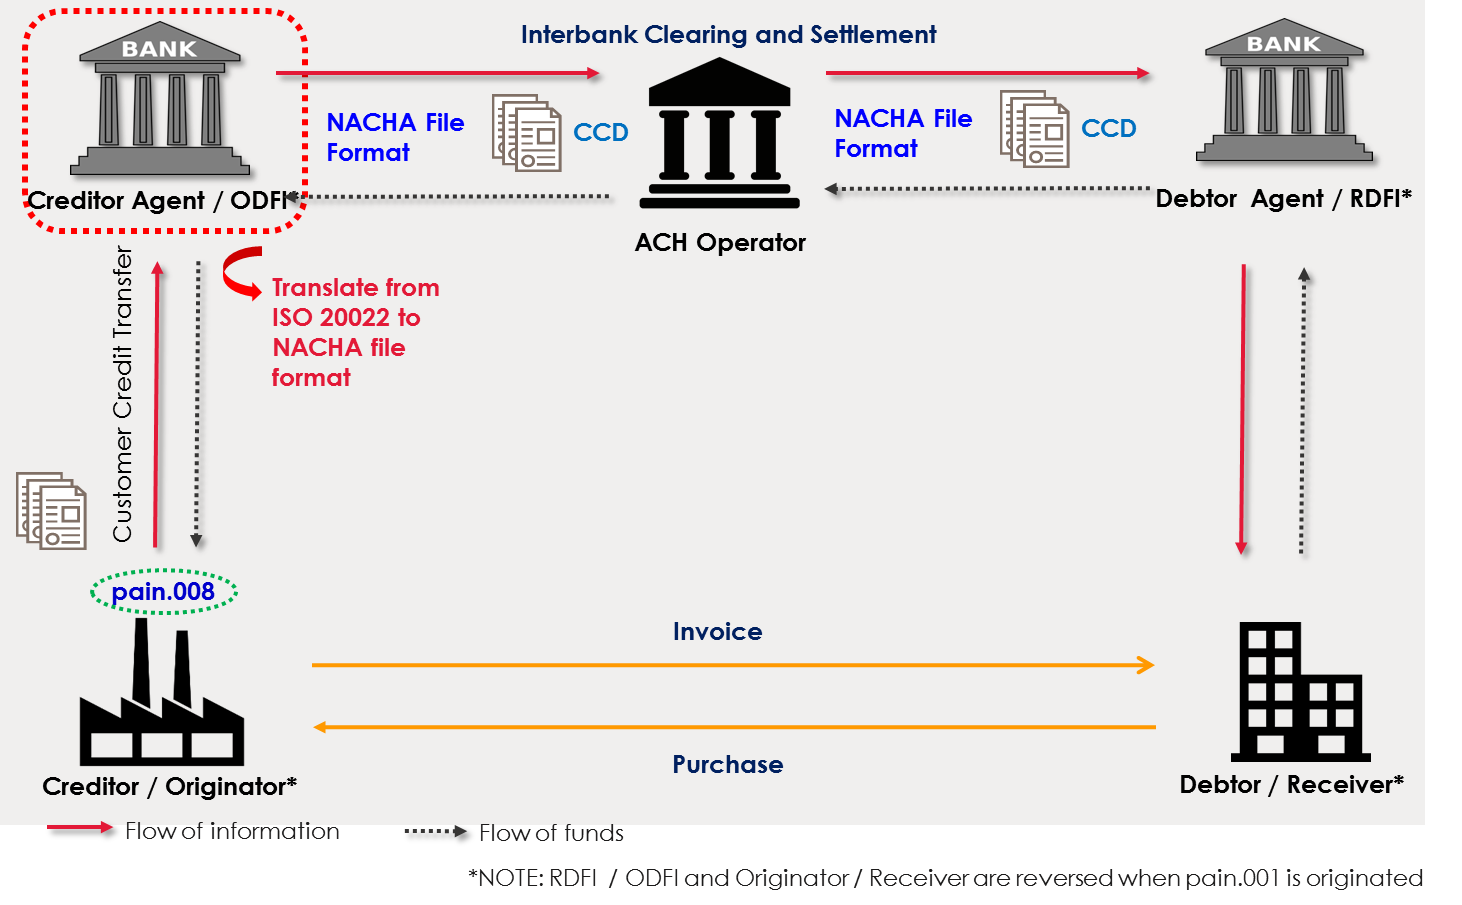 BANK
Interbank Clearing and Settlement
BANK
NACHA File
Format
CCD
NACHA File
Format
CCD
Creditor Agent / ODFI*
ACH Operator
Debtor Agent / RDFI*
Customer Credit Transfer
Translate from
ISO 20022 to
NACHA file
format
pain.008
Invoice
Purchase
Creditor / Originator*
Debtor / Receiver*
Flow of information
Flow of funds
*NOTE: RDFI / ODFI and Originator / Receiver are reversed when pain.001 is originated